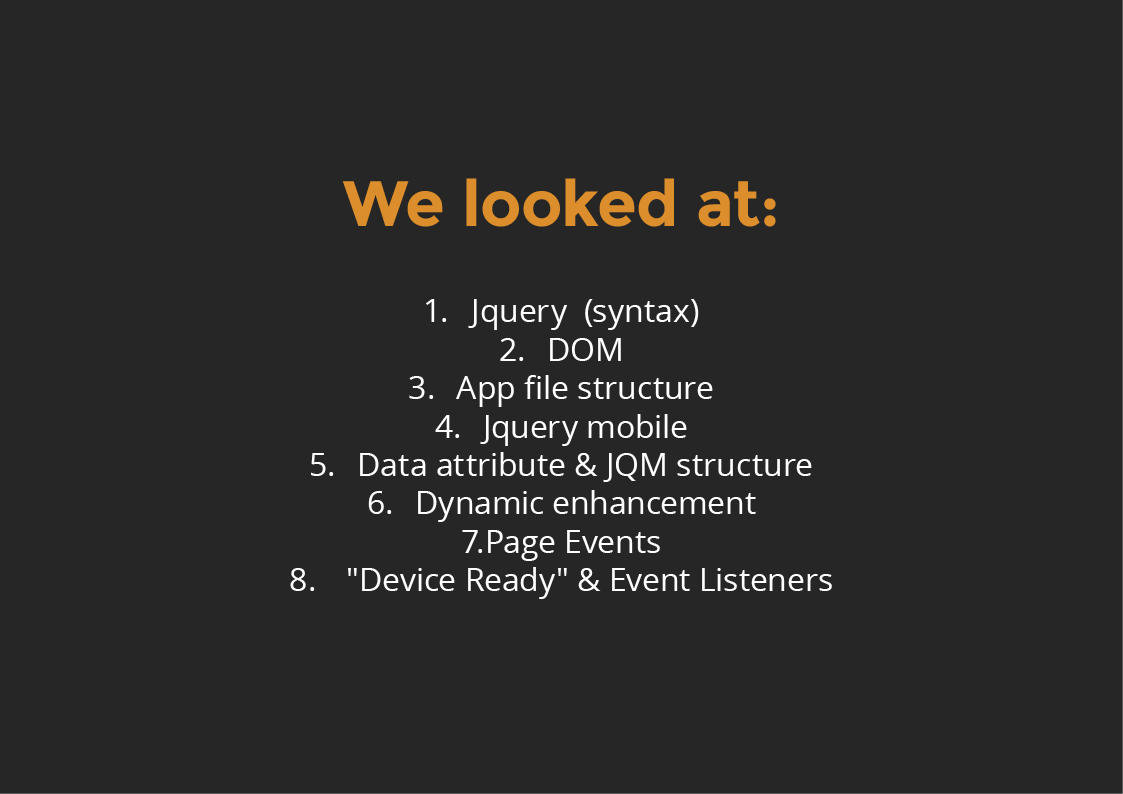 We looked at:
1. Jquery (syntax)
2. DOM
3. App file structure
4. Jquery mobile
5. Data attribute & JQM structure
6. Dynamic enhancement
7.Page Events
8. "Device Ready" & Event Listeners